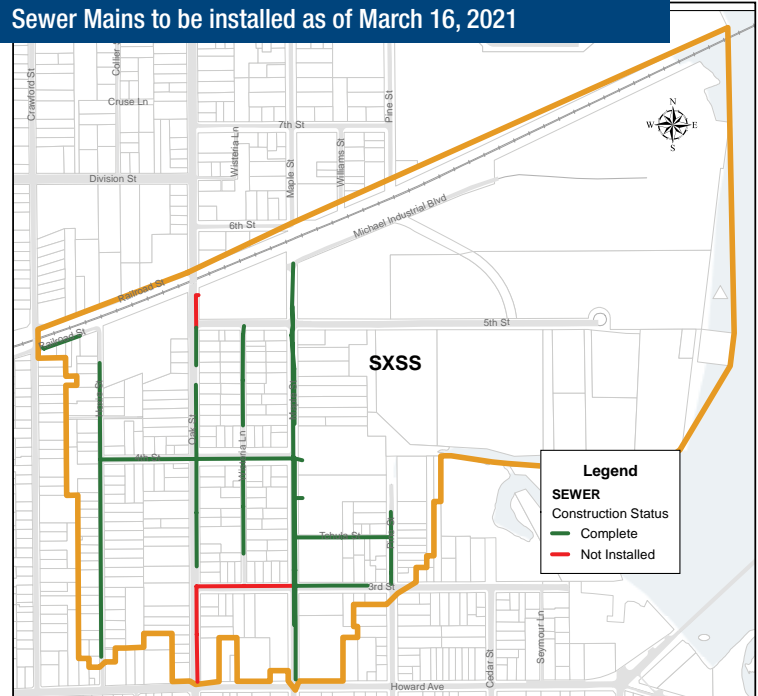 Sewer Mains to be installed as of March 16, 2021
Crawford St
Collier
Cruse Ln
Pine St
N
W
E
S
7th St
Wisteria Ln
Maple St
Williams St
Division St
6th St
Michael Industrial Blvd
Railroad St
Railroad St
5th St
SXSS
Oak St
Maple St
4th St
Wisteria Ln
Legend
SEWER
Construction Status
Complete
Not Installed
3rd St
Cedar St
Seymour Ln
Howard Ave